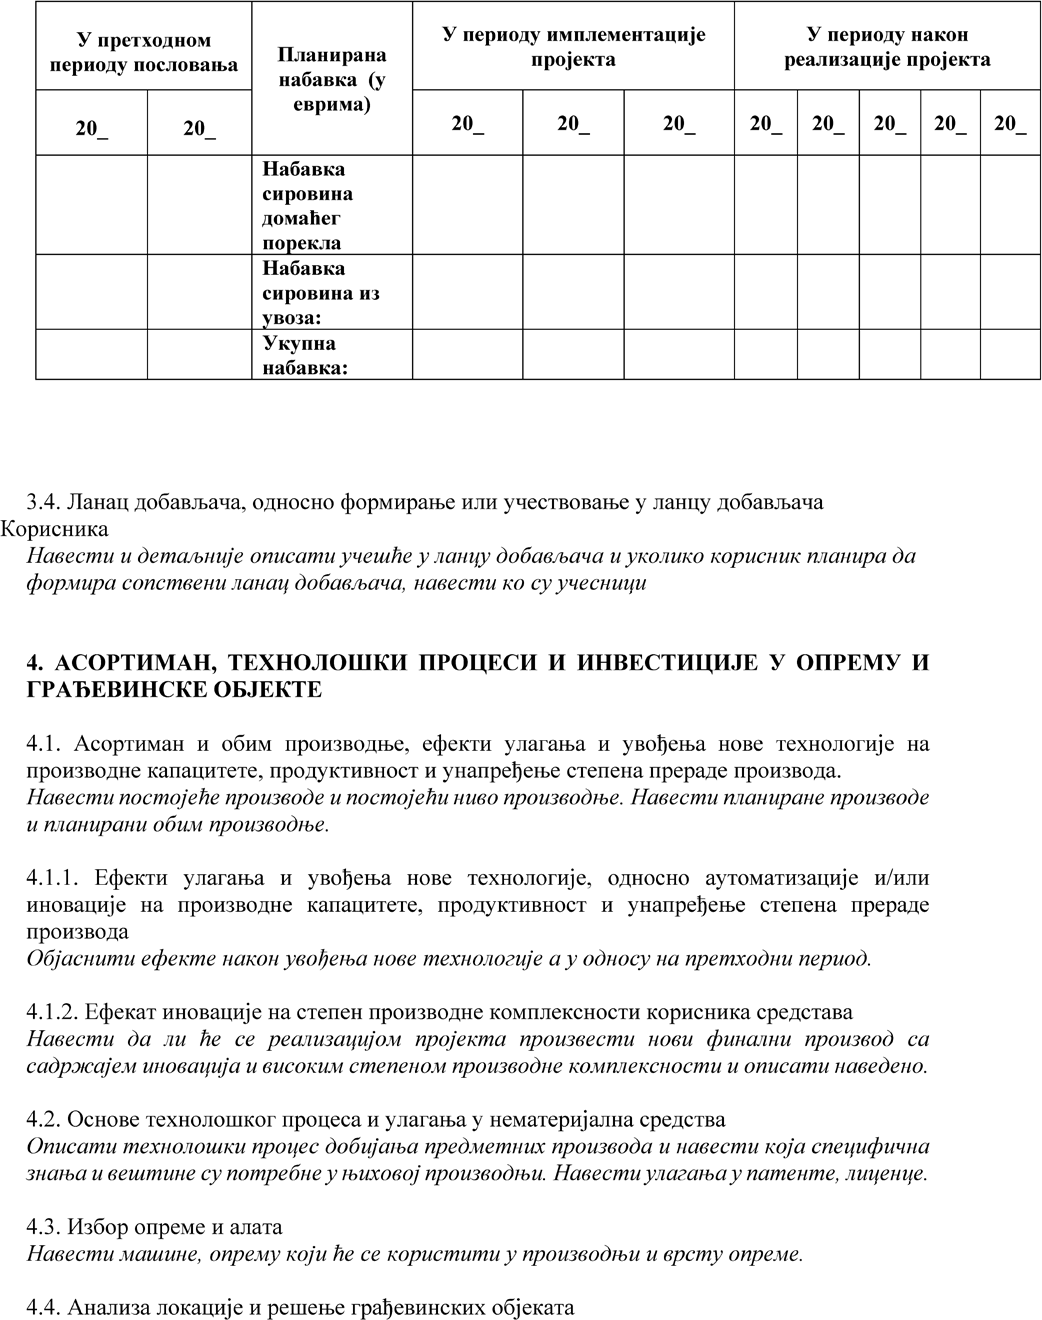 У претходном
периоду пословања
Планирана
набавка (у
еврима)
У периоду имплементације
пројекта
У периоду након
реализације пројекта
20_ 20_ 20_ 20_ 20_ 20_ 20_ 20_ 20_ 20_
Набавка
сировина
домаћег
порекла
Набавка
сировина из
увоза:
Укупна
набавка:
3.4. Ланац добављача, односно формирање или учествовање у ланцу добављача
Корисника
Навести и детаљније описати учешће у ланцу добављача и уколико корисник планира да
формира сопствени ланац добављача, навести ко су учесници
4. АСОРТИМАН, ТЕХНОЛОШКИ ПРОЦЕСИ И ИНВЕСТИЦИЈЕ У ОПРЕМУ И
ГРАЂЕВИНСКЕ ОБЈЕКТЕ
4.1. Асортиман и обим производње, ефекти улагања и увођења нове технологије на
производне капацитете, продуктивност и унапређење степена прераде производа.
Навести постојеће производе и постојећи ниво производње. Навести планиране производе
и планирани обим производње.
4.1.1. Ефекти улагања и увођења нове технологије, односно аутоматизације и/или
иновације на производне капацитете, продуктивност и унапређење степена прераде
производа
Објаснити ефекте након увођења нове технологије а у односу на претходни период.
4.1.2. Ефекат иновације на степен производне комплексности корисника средстава
Навести да ли ће се реализацијом пројекта произвести нови финални производ са
садржајем иновација и високим степеном производне комплексности и описати наведено.
4.2. Основе технолошког процеса и улагања у нематеријална средства
Описати технолошки процес добијања предметних производа и навести која специфична
знања и вештине су потребне у њиховој производњи. Навести улагања у патенте, лиценце.
4.3. Избор опреме и алата
Навести машине, опрему који ће се користити у производњи и врсту опреме.
4.4. Анализа локације и решење грађевинских објеката